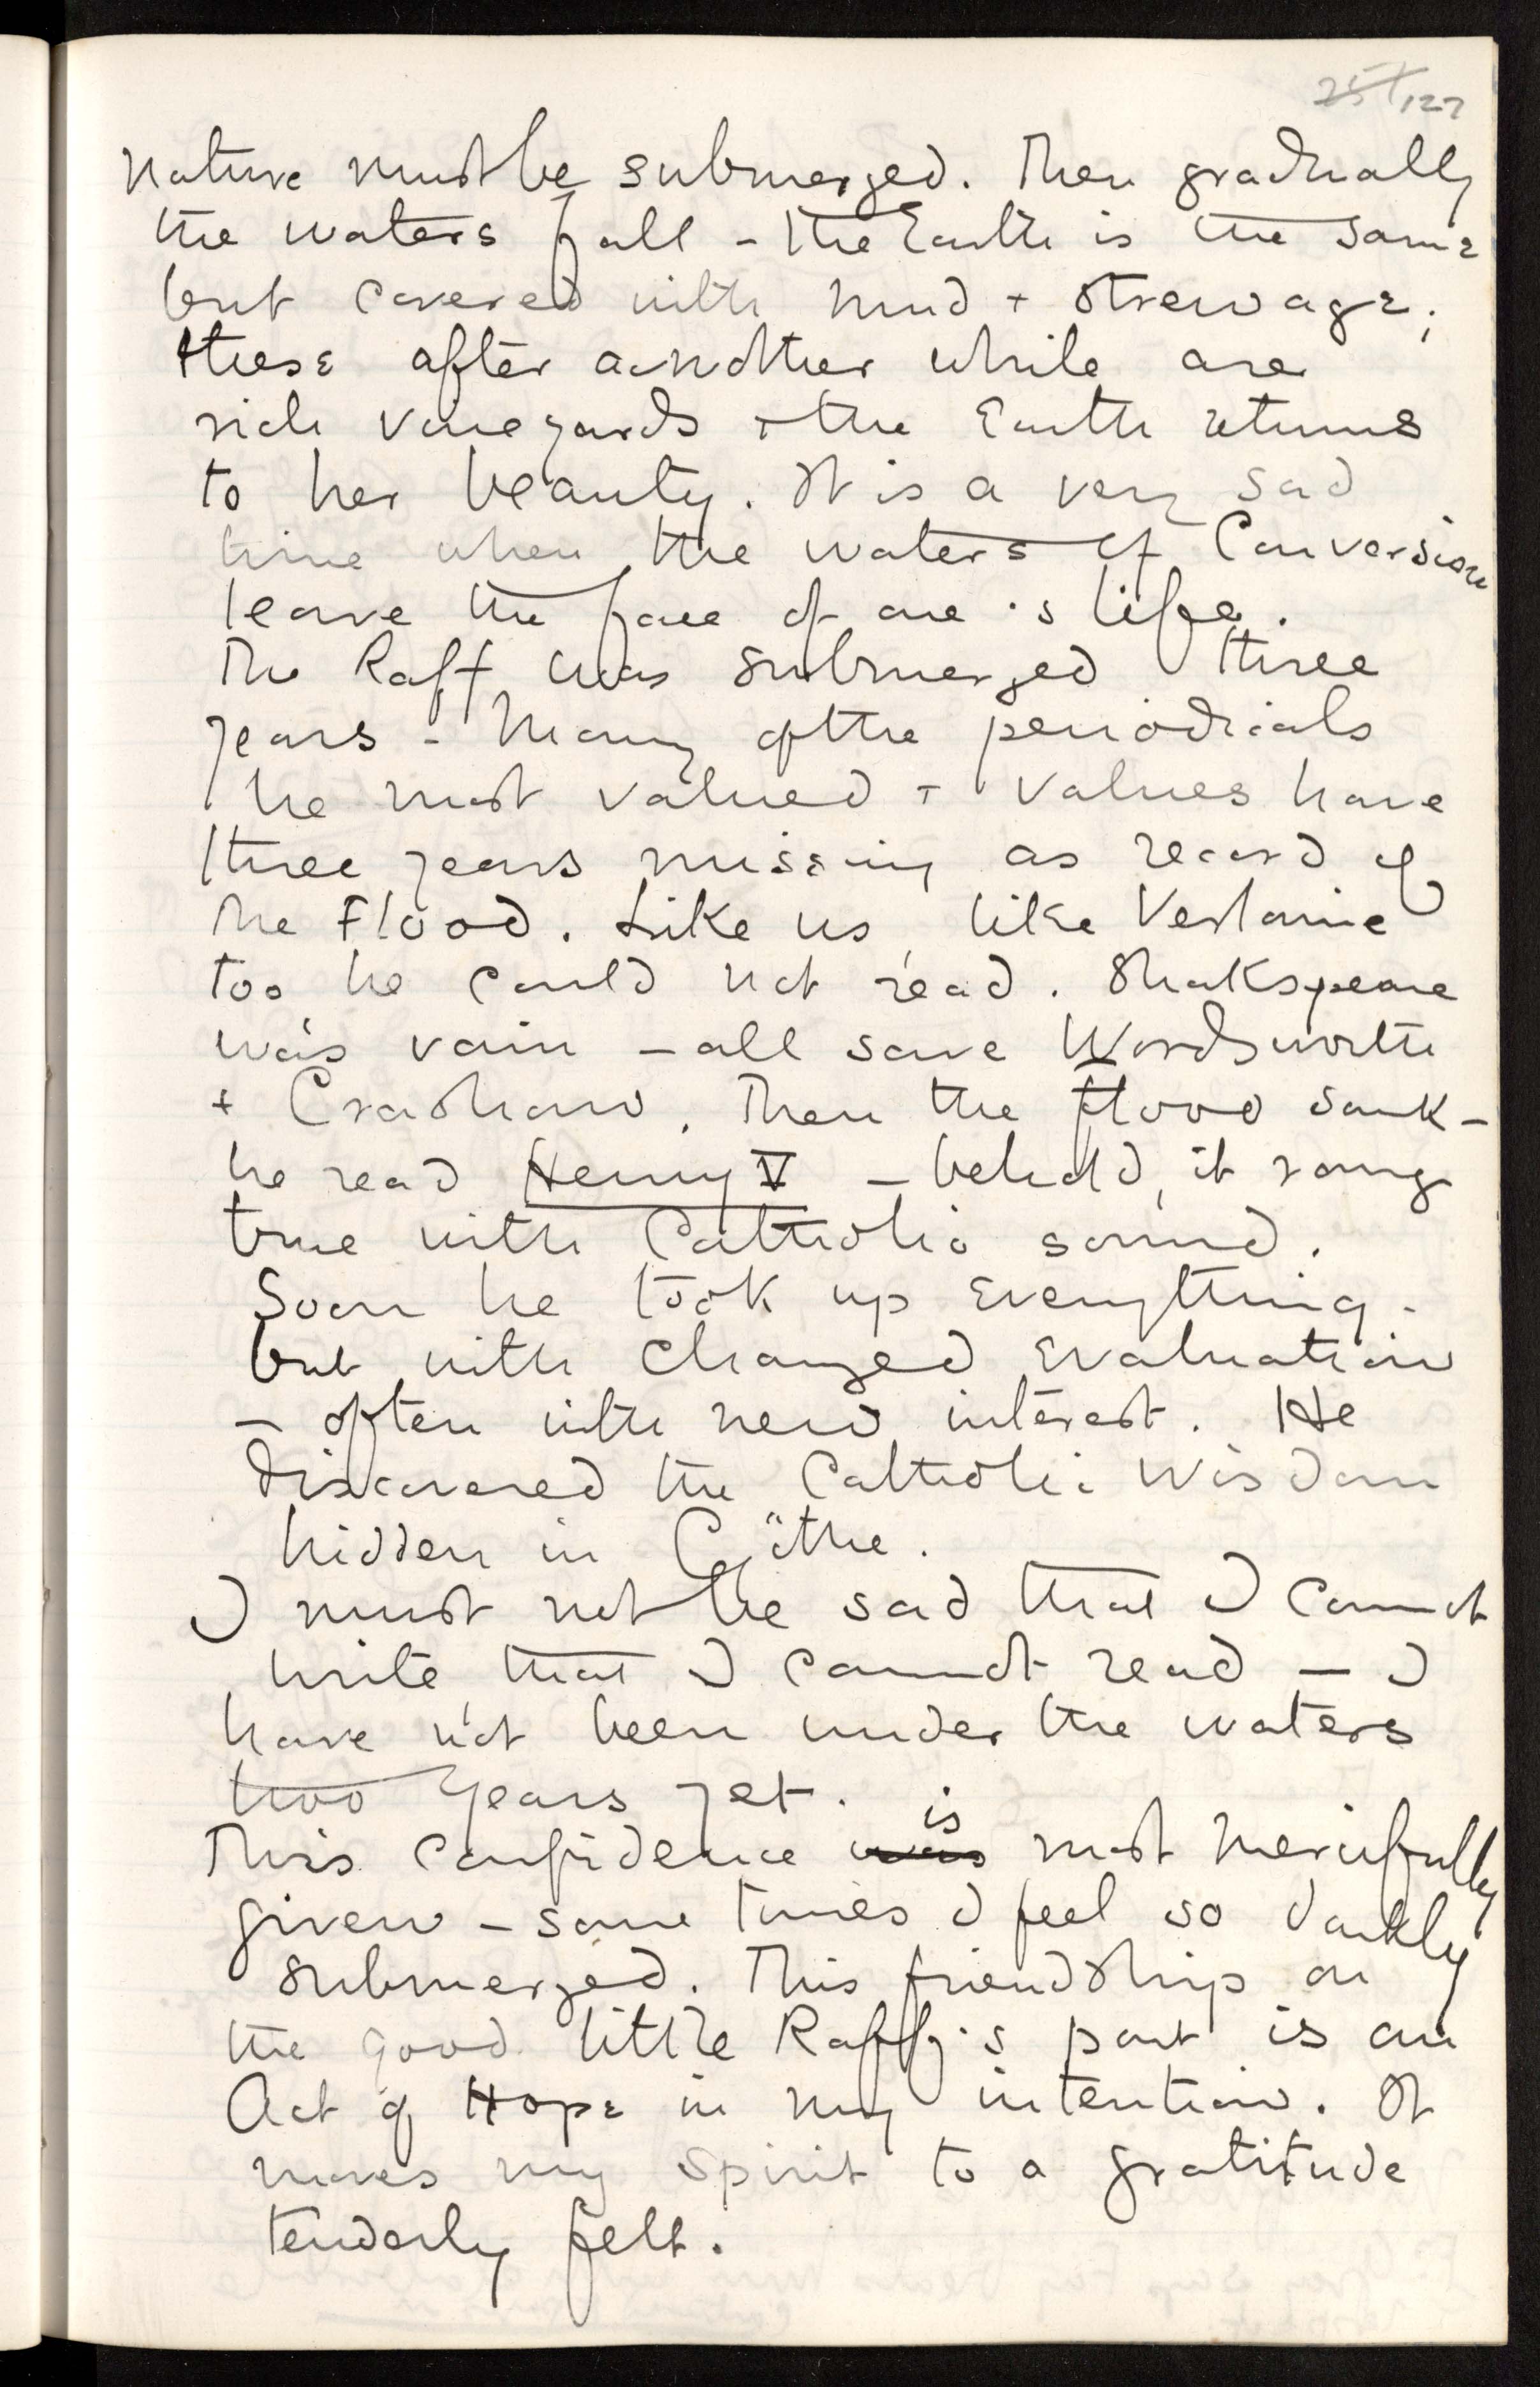 127
nature must be submerged. Then gradually
the waters fall - the Earth is the same
but covered with mud + strewage;
these after another while are
rich vineyards + the Earth returns
to her beauty. It is a very sad
time when the waters of Conversion
leave the face of one's life.
The Raft was submerged three
years - Many of the periodicals
he most valued + values have
three years missing as record of
the Flood. Like us, like Verlaine
too he could not read. Shakspeare
was vain - all save Wordsworth
+ Crashaw. Then the flood sank -
he read Henry V - behold, it rang
true with Catholic sound.
Soon he took up everything -
but with changed evaluation
- often with new interest. He
discovered the Catholic Wisdom
hidden in Göthe.
I must not be sad that I cannot
write that I cannot read - I
have not been under the waters
two years yet.
This confidence was is most mercifully
given - some times I feel so darkly
submerged. This friendship on
the good little Raffy's part is an
Act of Hope in my intention. It
moves my spirit to a gratitude
tenderly felt.